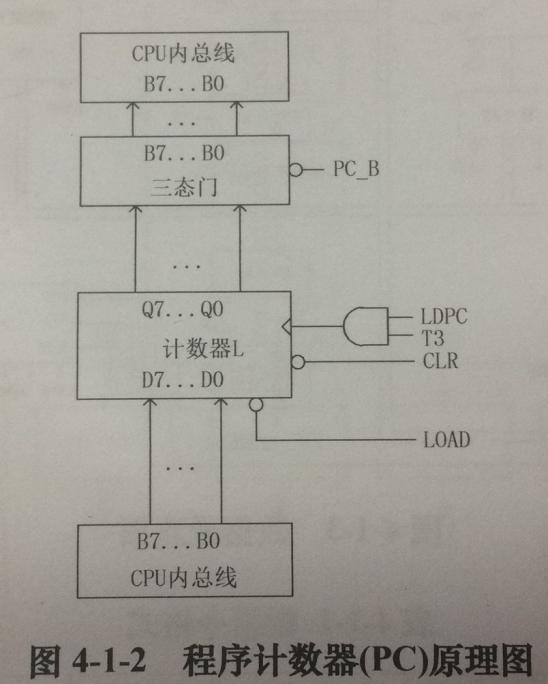 CPU内总线
B7...B0
...
B7...B0
三态门
PC_B
...
Q7...Q0
计数器L
D7...D0
LDPC
T3
CLR
LOAD
...
B7...B0
CPU内总线
图 4-1-2 程序计数器(PC)原理图